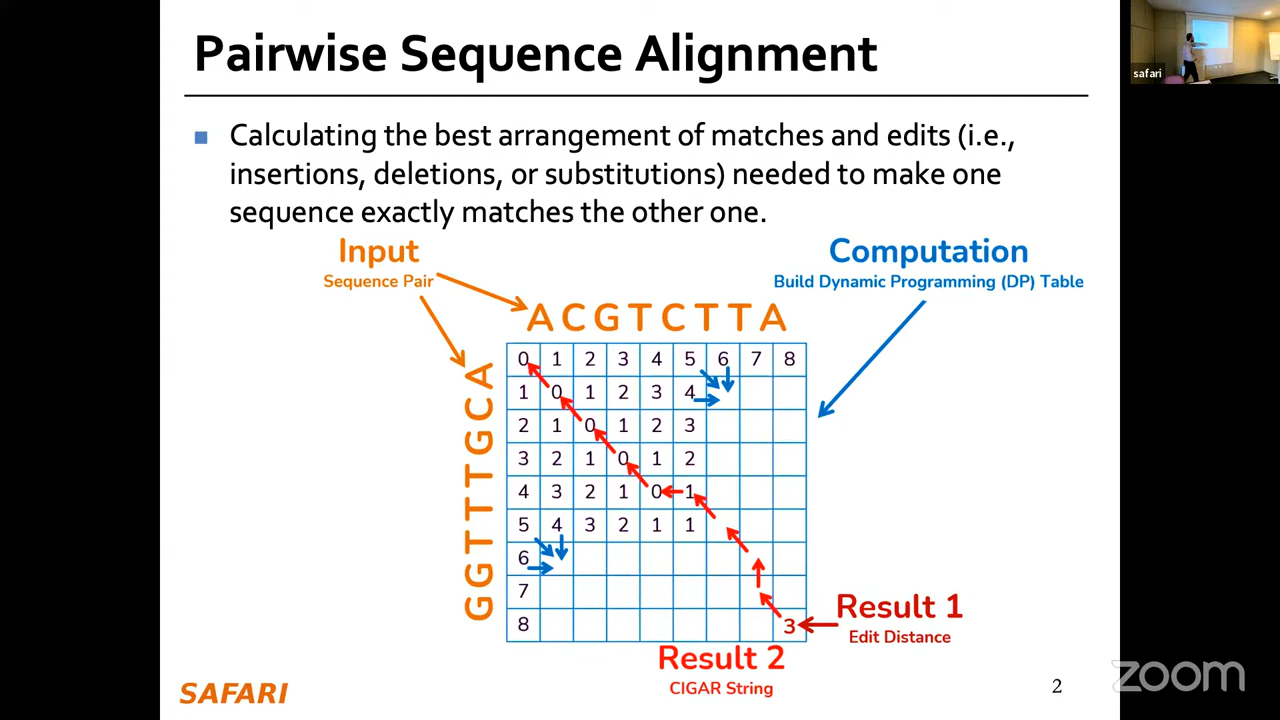 Pairwise Sequence Alignment
safari
Calculating the best arrangement of matches and edits (i.e.,
insertions, deletions, or substitutions) needed to make one
sequence exactly matches the other one.
Input
Sequence Pair
Computation
Build Dynamic Programming (DP) Table
A C G T C T T A
A C G T T T G G
0 1 2 3 4 5 6 7 8
1 0 1 2 3 4
2 1 0 1 2 3
3 2 1 0 1 2
4 3 2 1 0 1
5 4 3 2 1 1
6
7
8 3
Result 1
Edit Distance
Result 2
CIGAR String
SAFARI
2
zoom